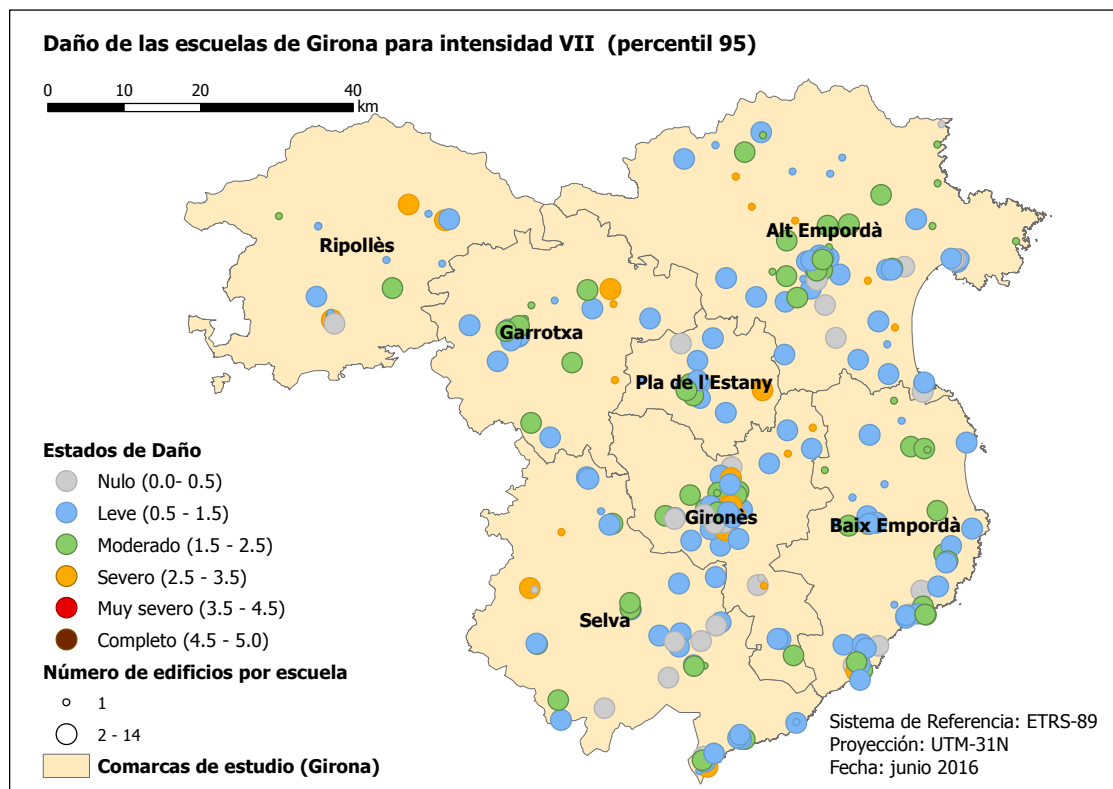 Daño de las escuelas de Girona para intensidad VII (percentil 95)
0 10 20 40
km
Alt Empordà
Ripollès
Garrotxa
Pla de l'Estany
Gironès
Baix Empordà
Selva
Estados de Daño
Nulo (0.0- 0.5)
Leve (0.5 - 1.5)
Moderado (1.5 - 2.5)
Severo (2.5 - 3.5)
Muy severo (3.5 - 4.5)
Completo (4.5 - 5.0)
Número de edificios por escuela
1
2 - 14
Comarcas de estudio (Girona)
Sistema de Referencia: ETRS-89
Proyección: UTM-31N
Fecha: junio 2016